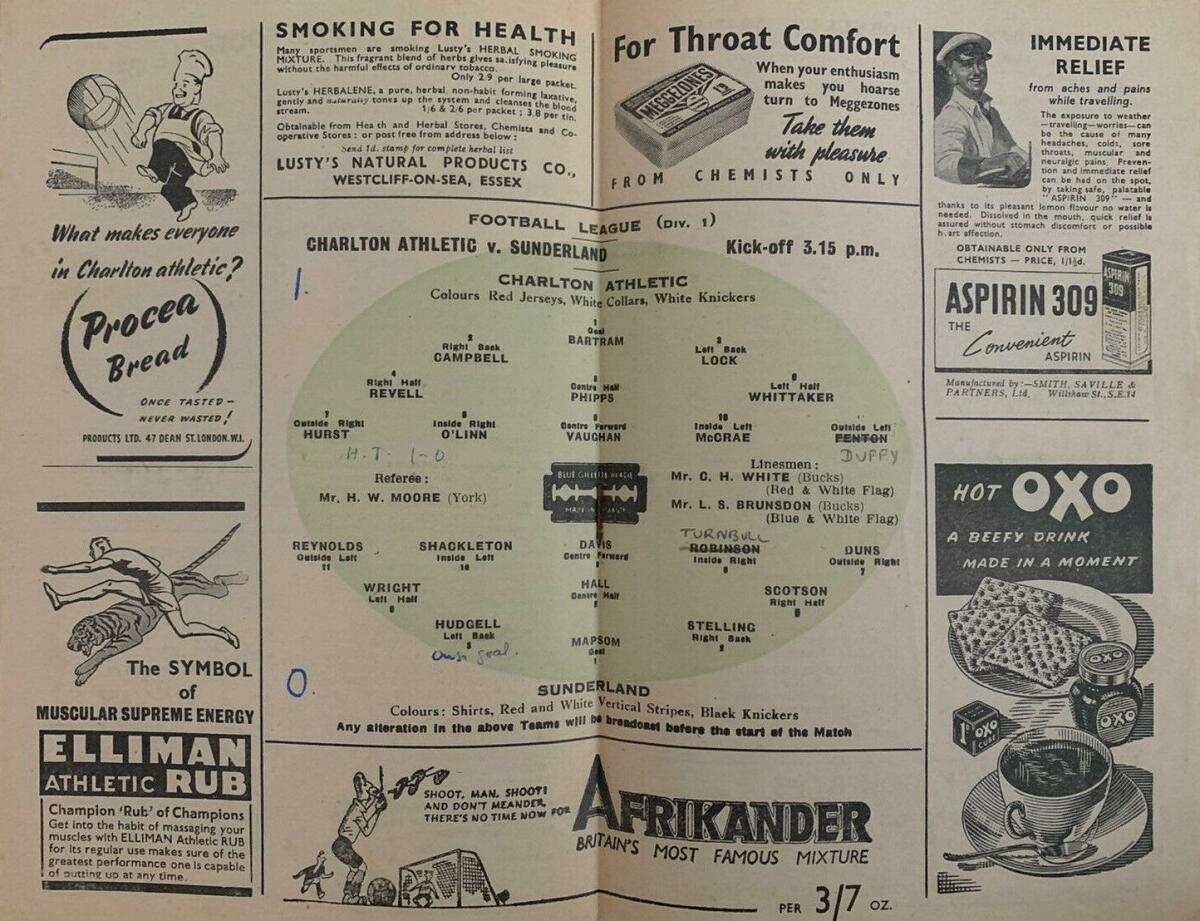 What makes everyone
in Charlton athletic?
Procea
Bread
ONCE TASTED –
NEVER WASTED!
PRODUCTS LTD. 47 DEAN ST. LONDON. W.I.
The SYMBOL
of
MUSCULAR SUPREME ENERGY
ELLIMAN
ATHLETIC RUB
Champion 'Rub' of Champions
Get into the habit of massaging your
muscles with ELLIMAN Athletic RUB
for its regular use makes sure of the
greatest performance one is capable
of putting up at any time.
SMOKING FOR HEALTH
Many sportsmen are smoking Lusty's HERBAL SMOKING
MIXTURE. This fragrant blend of herbs gives satisfying pleasure
without the harmful effects of ordinary tobacco.
Only 2/9 per large packet.
Lusty's HERBALENE, a pure, herbal, non-habit forming laxative,
gently and naturally tones up the system and cleanses the blood
stream. 1/6 & 2/6 per packet; 3/8 per tin.
Obtainable from Health and Herbal Stores, Chemists and Co-
operative Stores: or post free from address below:
Send 1d. stamp for complete herbal list
LUSTY'S NATURAL PRODUCTS CO.,
WESTCLIFF-ON-SEA, ESSEX
For Throat Comfort
MEGGEZONES
When your enthusiasm
makes you hoarse
turn to Meggezones
Take them
with pleasure
FROM CHEMISTS ONLY
FOOTBALL LEAGUE (DIV. 1)
CHARLTON ATHLETIC v. SUNDERLAND Kick-off 3.15 p.m.
1.
CHARLTON ATHLETIC
Colours Red Jerseys, White Collars, White Knickers
1
Goal
BARTRAM
2
Right Back
CAMPBELL
3
Left Back
LOCK
4
Right Half
REVELL
5
Centre Half
PHIPPS
6
Left Half
WHITTAKER
7
Outside Right
HURST
8
Inside Right
O'LINN
9
Centre Forward
VAUGHAN
10
Inside Left
McCRAE
Outside Left
FENTON
DUFFY
H.T. 1-0
Referée:
Mr. H. W. MOORE (York)
BLUE GILLETTE BLADE
MADE IN ENGLAND
Linesmen:
Mr. C. H. WHITE (Bucks)
(Red & White Flag)
Mr. L. S. BRUNSDON (Bucks)
(Blue & White Flag)
REYNOLDS
Outside Left
11
SHACKLETON
Inside Left
10
DAVIS
Centre Forward
TURNBULL
ROBINSON
Inside Right
8
DUNS
Outside Right
7
WRIGHT
Left Half
6
HALL
Centre Half
5
SCOTSON
Right Half
HUDGELL
Left Back
3
own goal.
MAPSOM
Goal
1
STELLING
Right Back
2
0.
SUNDERLAND
Colours: Shirts, Red and White Vertical Stripes, Black Knickers
Any alteration in the above Teams will be broadcast before the start of the Match
SHOOT, MAN, SHOOT!
AND DON'T MEANDER,
THERE'S NO TIME NOW FOR
AFRIKANDER
BRITAIN'S MOST FAMOUS MIXTURE
PER 3/7 OZ.
IMMEDIATE
RELIEF
from aches and pains
while travelling.
The exposure to weather
—travelling—worries—can
be the cause of many
headaches, colds, sore
throats, muscular and
neuralgic pains. Preven-
tion and immediate relief
can be had on the spot,
by taking safe, palatable
"ASPIRIN 309" — and
thanks to its pleasant lemon flavour no water is
needed. Dissolved in the mouth, quick relief is
assured without stomach discomfort or possible
h.art affection.
OBTAINABLE ONLY FROM
CHEMISTS — PRICE, 1/1½d.
ASPIRIN 309
THE
Convenient
ASPIRIN
ASPIRIN
309
Manufactured by:—SMITH, SAVILLE &
PARTNERS, Ltd. Willshaw St., S.E.14
HOT OXO
A BEEFY DRINK
MADE IN A MOMENT
OXO
OXO
1D
OXO
CUBE